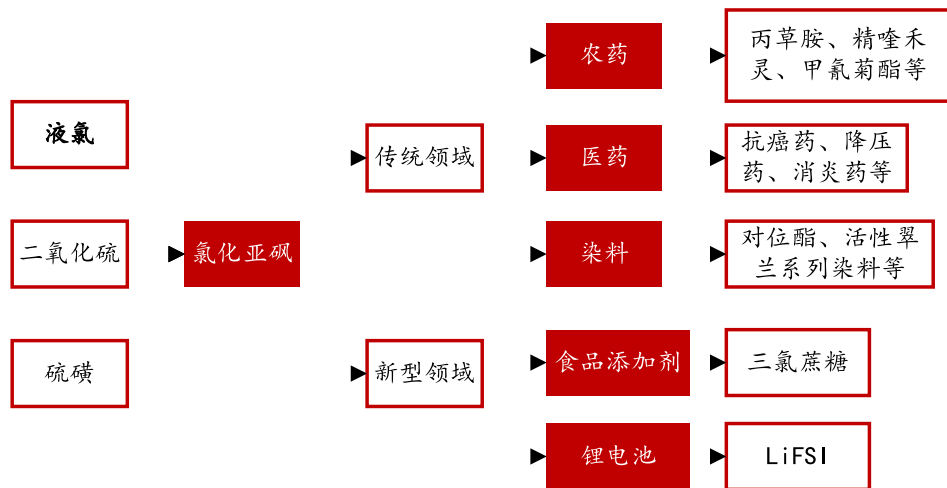 农药
丙草胺、精喹禾
灵、甲氰菊酯等
液氯
传统领域
医药
抗癌药、降压
药、消炎药等
二氧化硫
氯化亚砜
染料
对位酯、活性翠
兰系列染料等
硫磺
新型领域
食品添加剂
三氯蔗糖
锂电池
LiFSI